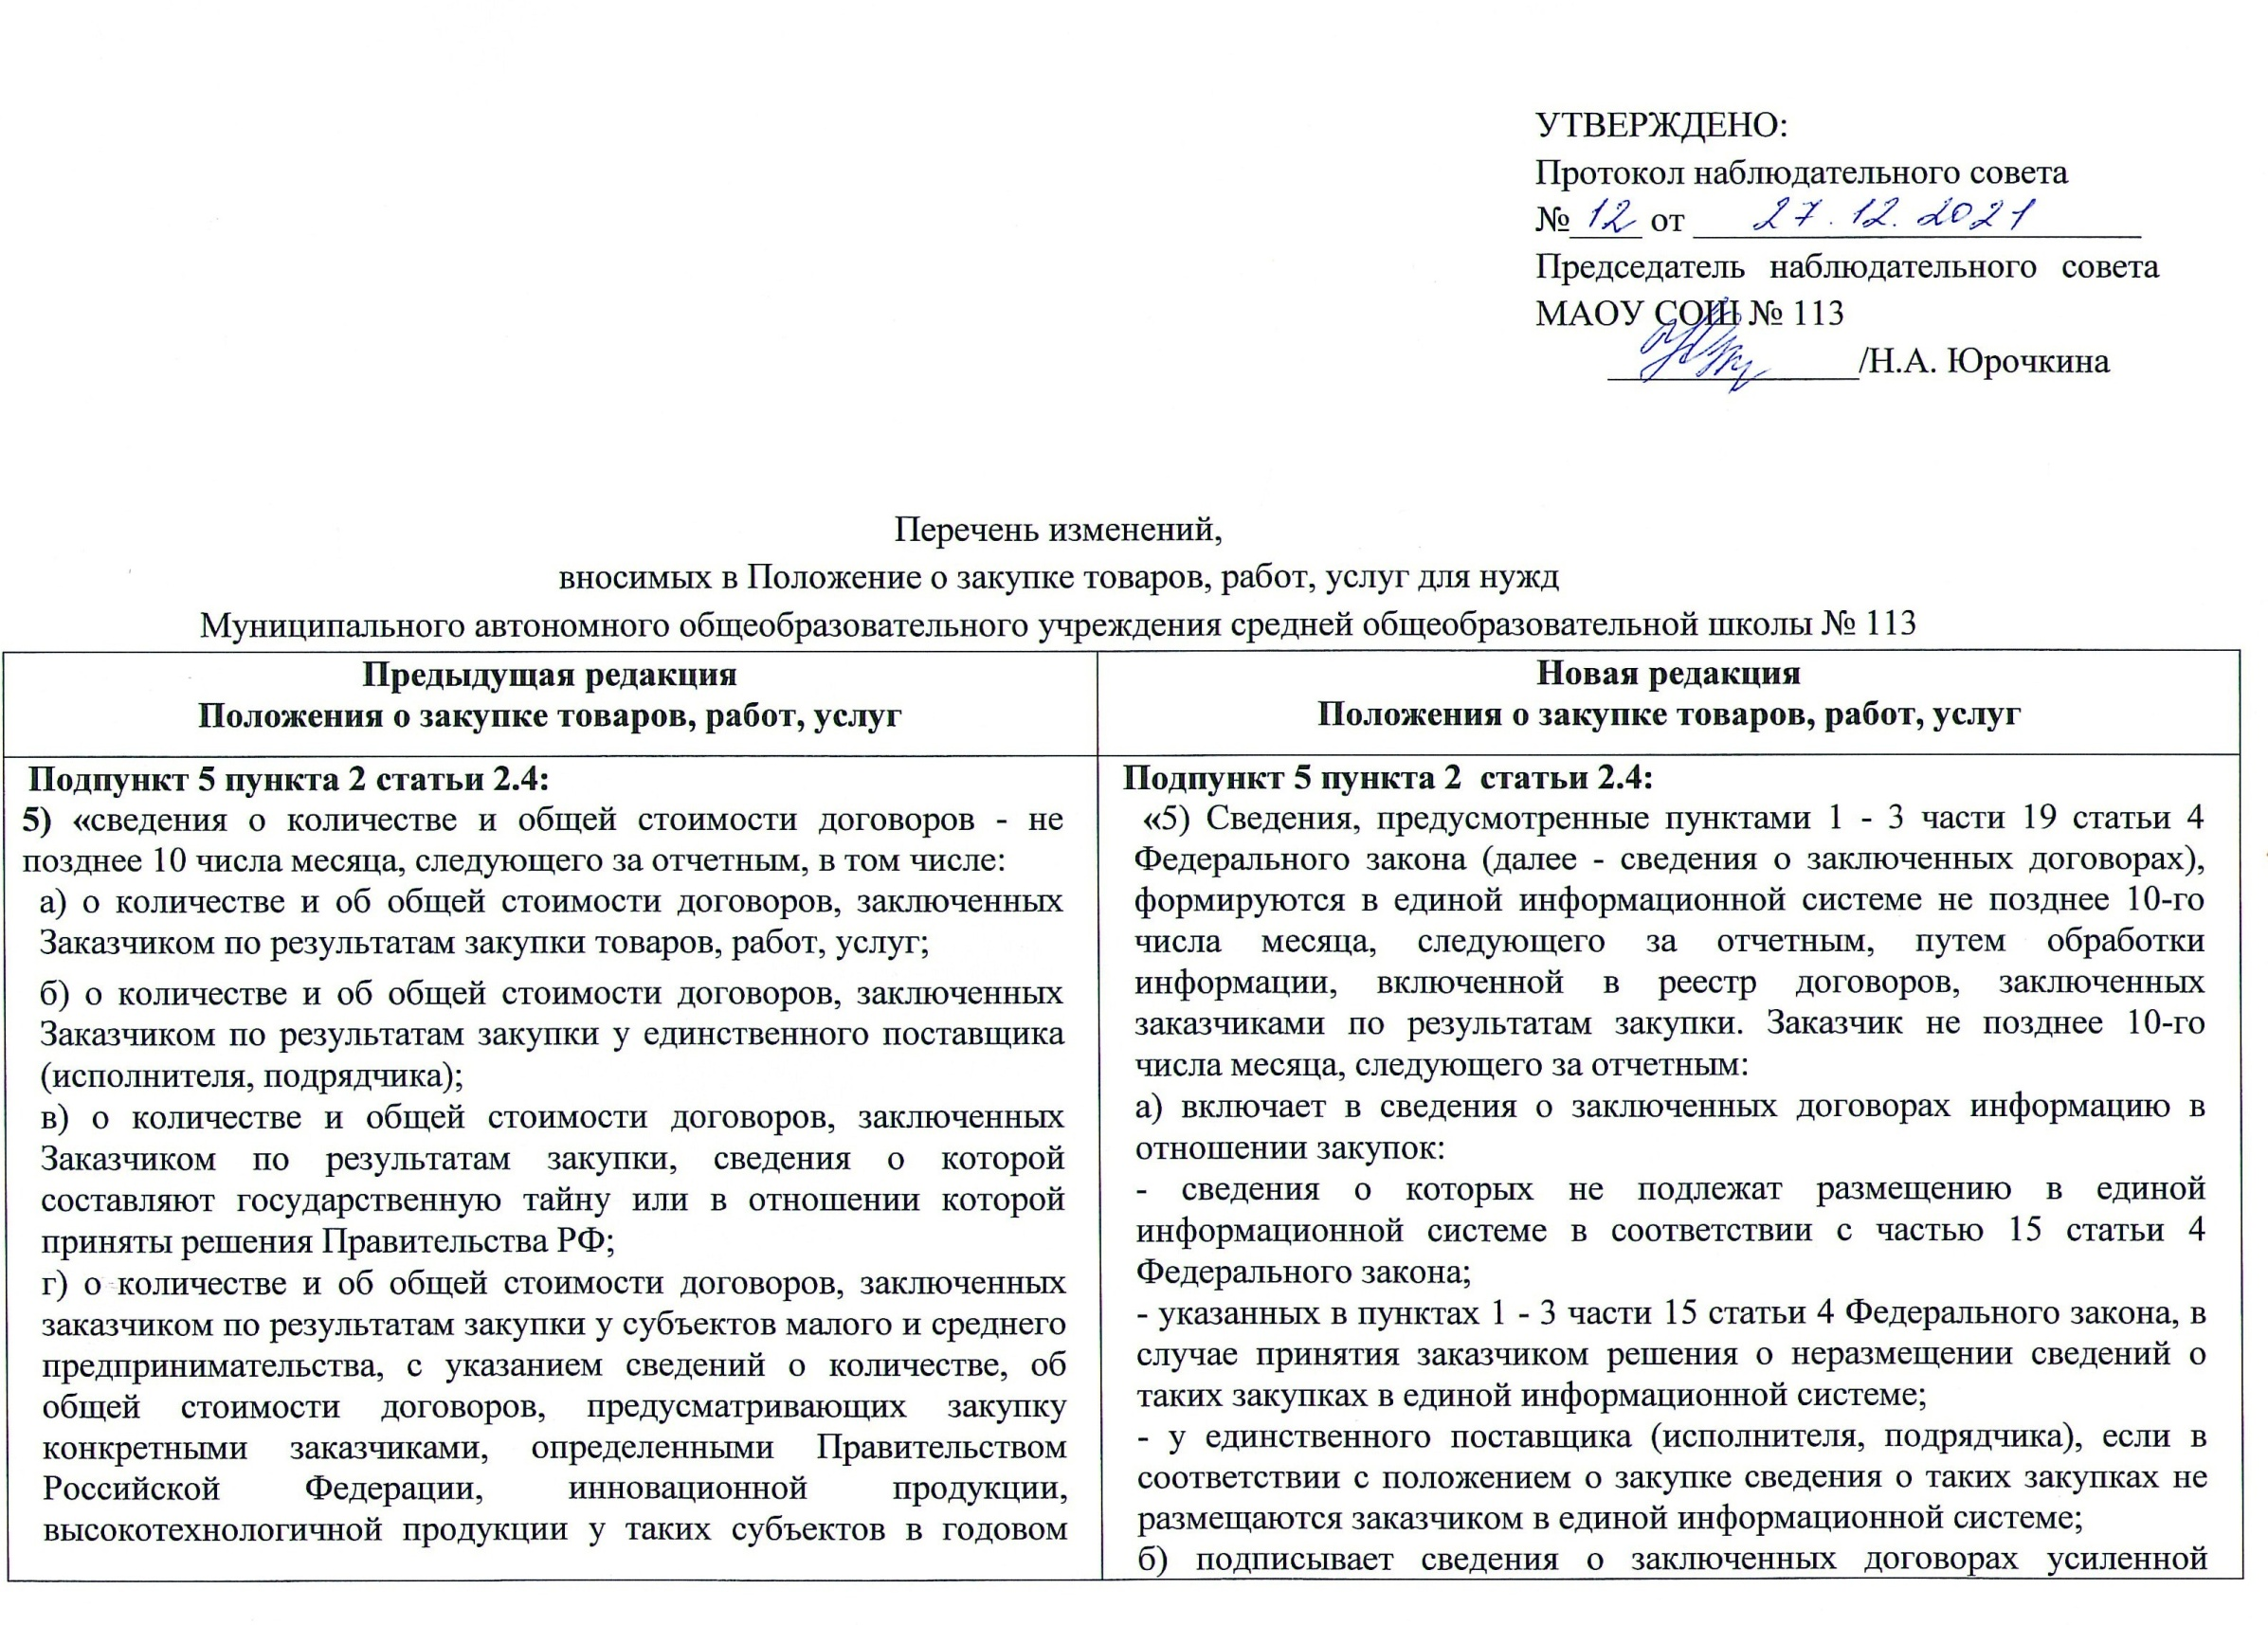 УТВЕРЖДЕНО:
Протокол наблюдательного совета
№ 12 от 27.12.2021
Председатель наблюдательного совета
МАОУ СОШ № 113
/Н.А. Юрочкина
Перечень изменений,
вносимых в Положение о закупке товаров, работ, услуг для нужд
Муниципального автономного общеобразовательного учреждения средней общеобразовательной школы № 113
Предыдущая редакция
Положения о закупке товаров, работ, услуг
Подпункт 5 пункта 2 статьи 2.4:
5) «сведения о количестве и общей стоимости договоров - не
позднее 10 числа месяца, следующего за отчетным, в том числе:
а) о количестве и об общей стоимости договоров, заключенных
Заказчиком по результатам закупки товаров, работ, услуг;
б) о количестве и об общей стоимости договоров, заключенных
Заказчиком по результатам закупки у единственного поставщика
(исполнителя, подрядчика);
в) о количестве и общей стоимости договоров, заключенных
Заказчиком по результатам закупки, сведения о которой
составляют государственную тайну или в отношении которой
приняты решения Правительства РФ;
г) о количестве и об общей стоимости договоров, заключенных
заказчиком по результатам закупки у субъектов малого и среднего
предпринимательства, с указанием сведений о количестве, об
общей стоимости договоров, предусматривающих закупку
конкретными заказчиками, определенными Правительством
Российской Федерации, инновационной продукции,
высокотехнологичной продукции у таких субъектов в годовом
Новая редакция
Положения о закупке товаров, работ, услуг
Подпункт 5 пункта 2 статьи 2.4:
«5) Сведения, предусмотренные пунктами 1 - 3 части 19 статьи 4
Федерального закона (далее - сведения о заключенных договорах),
формируются в единой информационной системе не позднее 10-го
числа месяца, следующего за отчетным, путем обработки
информации, включенной в реестр договоров, заключенных
заказчиками по результатам закупки. Заказчик не позднее 10-го
числа месяца, следующего за отчетным:
а) включает в сведения о заключенных договорах информацию в
отношении закупок:
- сведения о которых не подлежат размещению в единой
информационной системе в соответствии с частью 15 статьи 4
Федерального закона;
- указанных в пунктах 1 - 3 части 15 статьи 4 Федерального закона, в
случае принятия заказчиком решения о неразмещении сведений о
таких закупках в единой информационной системе;
- у единственного поставщика (исполнителя, подрядчика), если в
соответствии с положением о закупке сведения о таких закупках не
размещаются заказчиком в единой информационной системе;
б) подписывает сведения о заключенных договорах усиленной